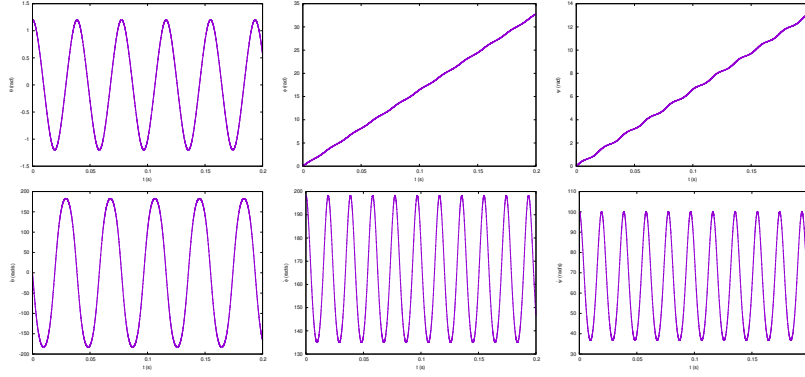 1.5
1
0.5
0
-0.5
-1
-1.5
θ (rad)
0 0.05 0.1 0.15 0.2
t (s)
35
30
25
20
15
10
5
0
ϕ (rad)
0 0.05 0.1 0.15 0.2
t (s)
14
12
10
8
6
4
2
0
ψ (rad)
0 0.05 0.1 0.15
t (s)
200
150
100
50
0
-50
-100
-150
-200
(rad/s)
0 0.05 0.1 0.15 0.2
t (s)
200
190
180
170
160
150
140
130
(rad/s)
0 0.05 0.1 0.15 0.2
t (s)
110
100
90
80
70
60
50
40
30
(rad/s)
0 0.05 0.1 0.15
t (s)